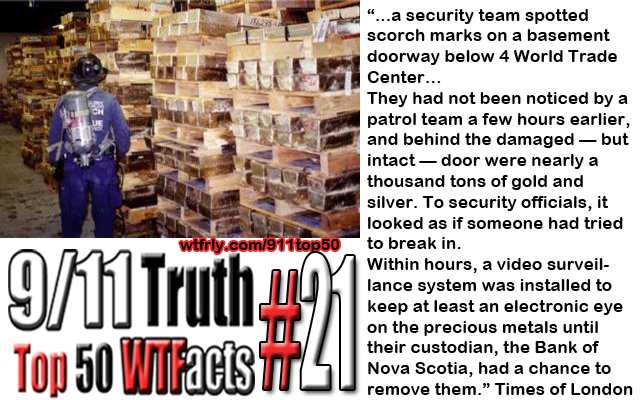 “...a security team spotted
scorch marks on a basement
doorway below 4 World Trade
Center...
They had not been noticed by a
patrol team a few hours earlier,
and behind the damaged — but
intact — door were nearly a
thousand tons of gold and
silver. To security officials, it
looked as if someone had tried
to break in.
Within hours, a video surveil-
lance system was installed to
keep at least an electronic eye
on the precious metals until
their custodian, the Bank of
Nova Scotia, had a chance to
remove them.” Times of London
wtfrly.com/911top50
9/11 Truth
Top 50 WTFacts
#21